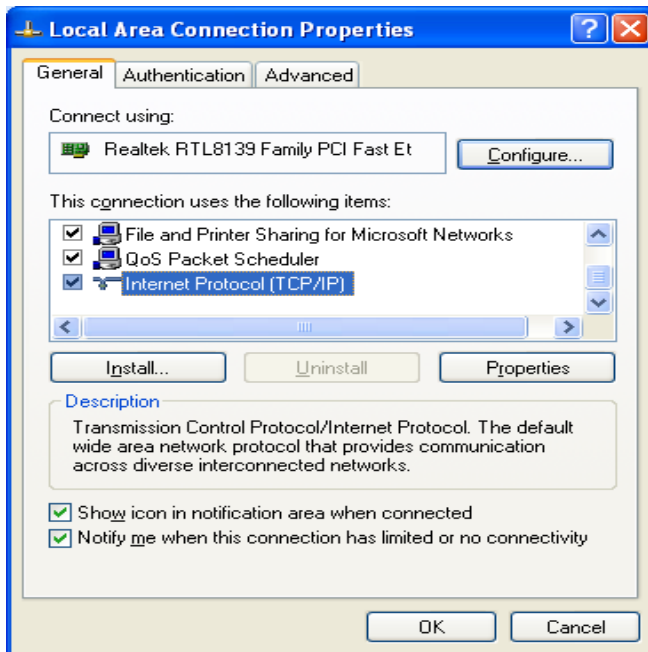 Local Area Connection Properties
General Authentication Advanced
Connect using:
Realtek RTL8139 Family PCI Fast Et
Configure...
This connection uses the following items:
File and Printer Sharing for Microsoft Networks
QoS Packet Scheduler
Internet Protocol (TCP/IP)
Install... Uninstall Properties
Description
Transmission Control Protocol/Internet Protocol. The default
wide area network protocol that provides communication
across diverse interconnected networks.
Show icon in notification area when connected
Notify me when this connection has limited or no connectivity
OK Cancel